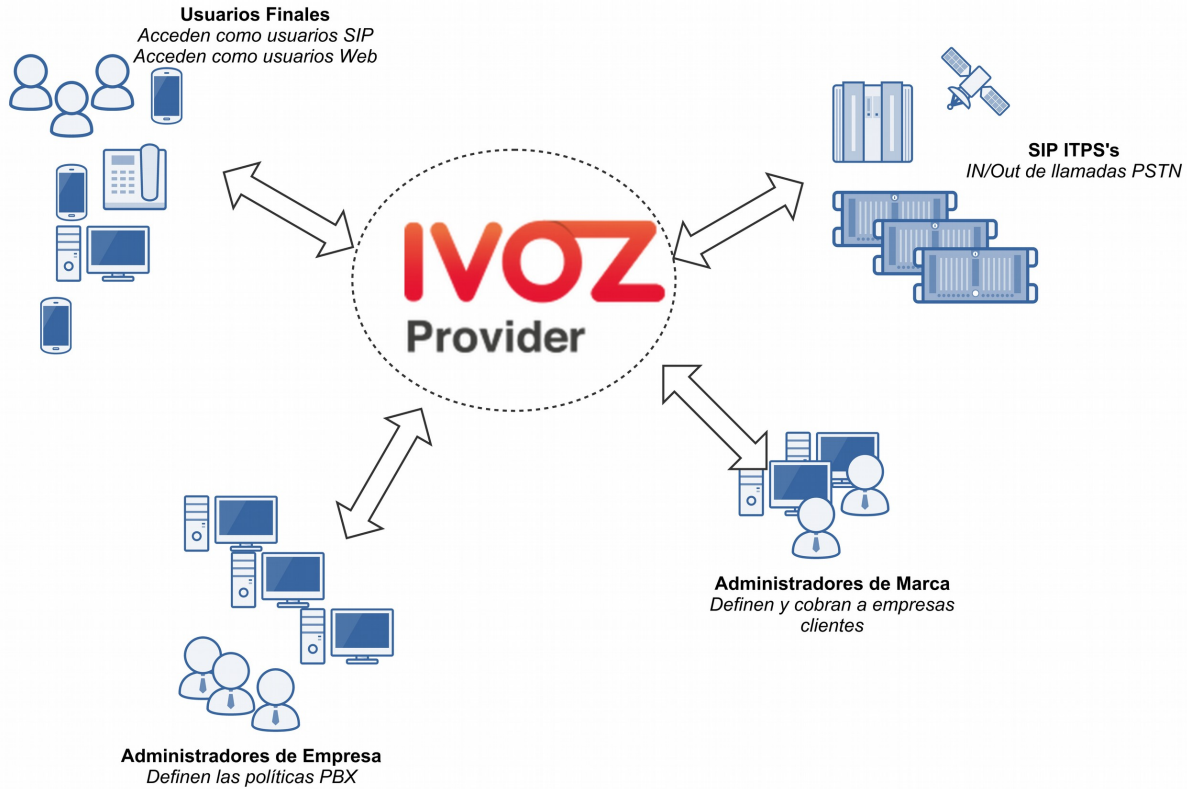 Usuarios Finales
Acceden como usuarios SIP
Acceden como usuarios Web
SIP ITPS's
IN/Out de llamadas PSTN
IVOZ
Provider
Administradores de Marca
Definen y cobran a empresas
clientes
Administradores de Empresa
Definen las políticas PBX